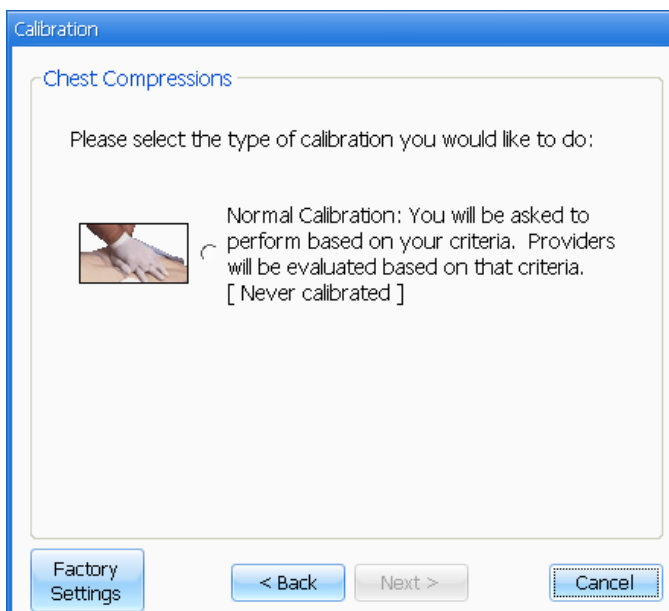 Calibration
Chest Compressions
Please select the type of calibration you would like to do:
Normal Calibration: You will be asked to
perform based on your criteria.  Providers
will be evaluated based on that criteria.
[ Never calibrated ]
Factory
Settings
< Back
Next >
Cancel